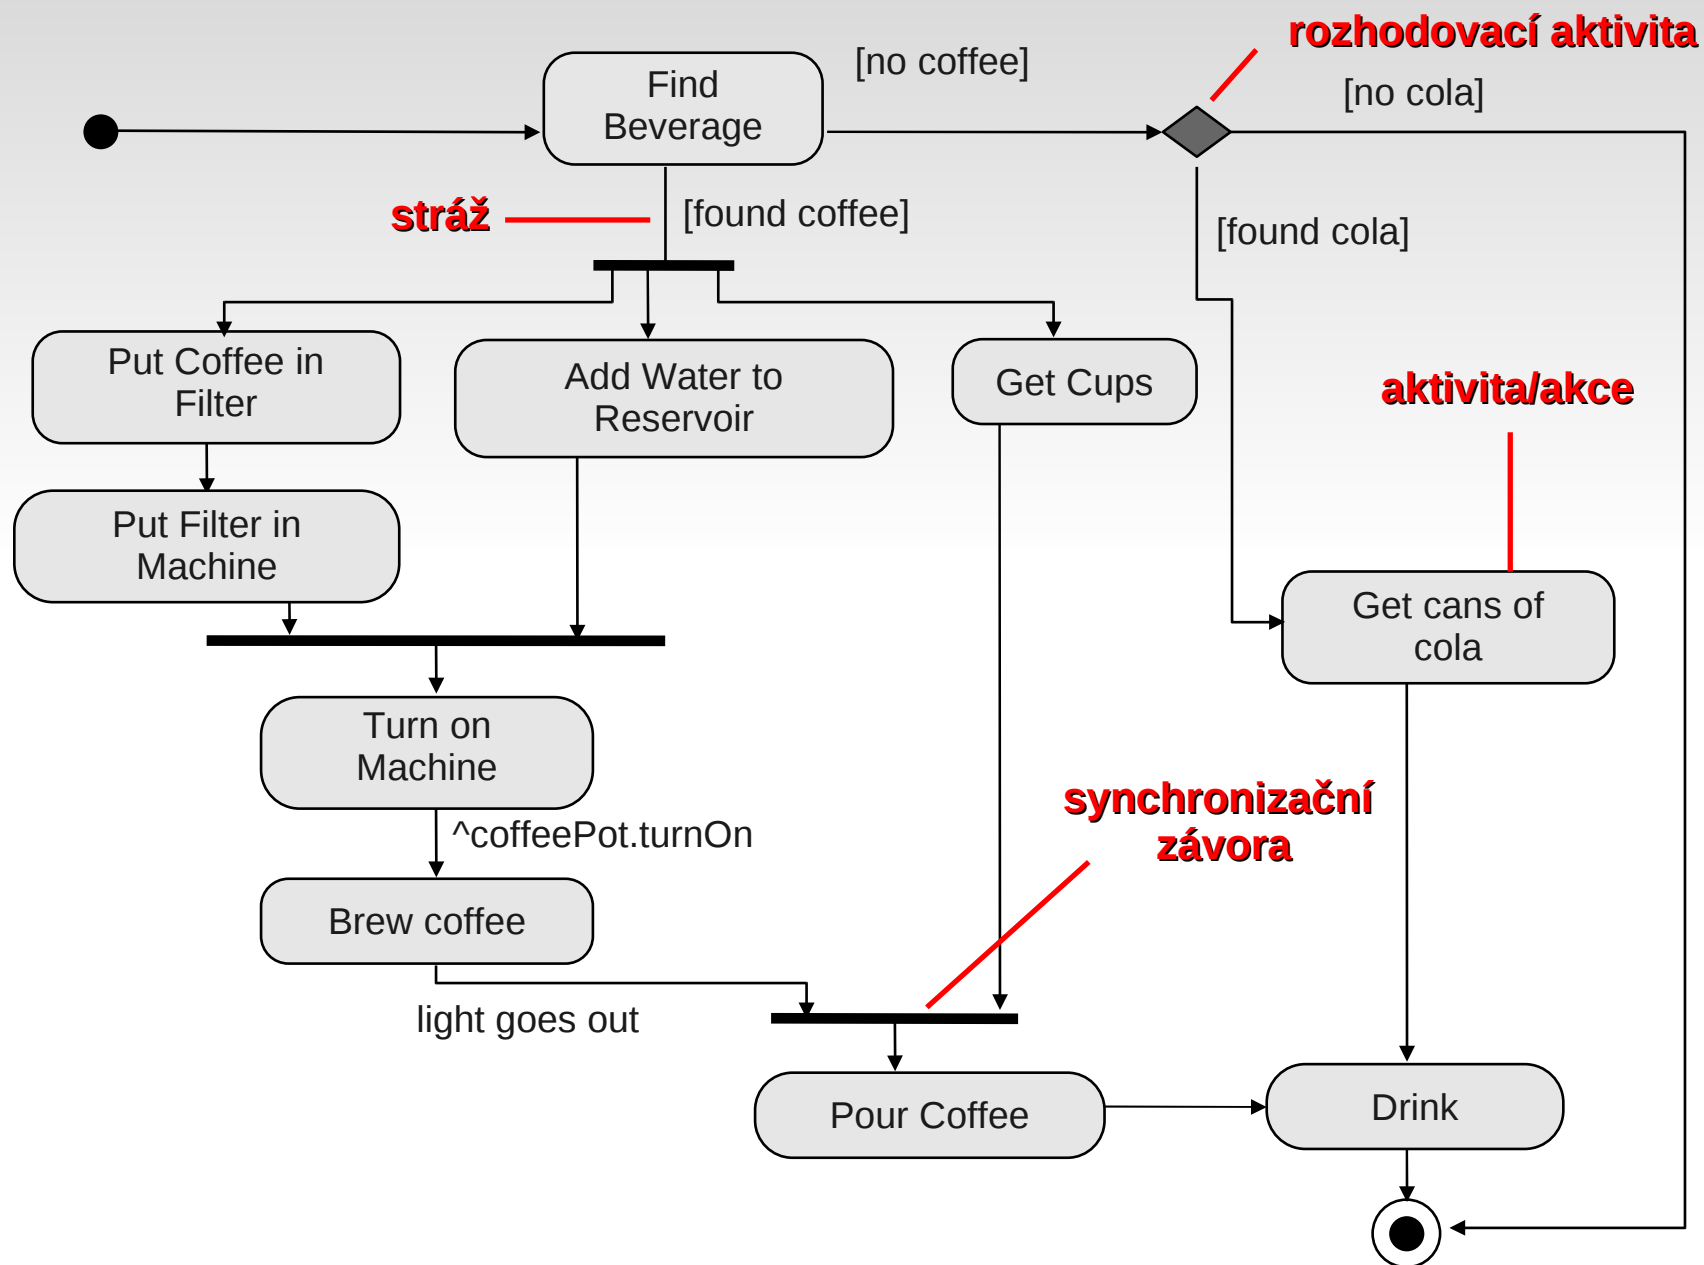 rozhodovací aktivita
[no coffee]
[no cola]
Find
Beverage
stráž
[found coffee]
[found cola]
Put Coffee in
Filter
Add Water to
Reservoir
Get Cups
aktivita/akce
Put Filter in
Machine
Get cans of
cola
Turn on
Machine
synchronizační
závora
^coffeePot.turnOn
Brew coffee
light goes out
Pour Coffee
Drink